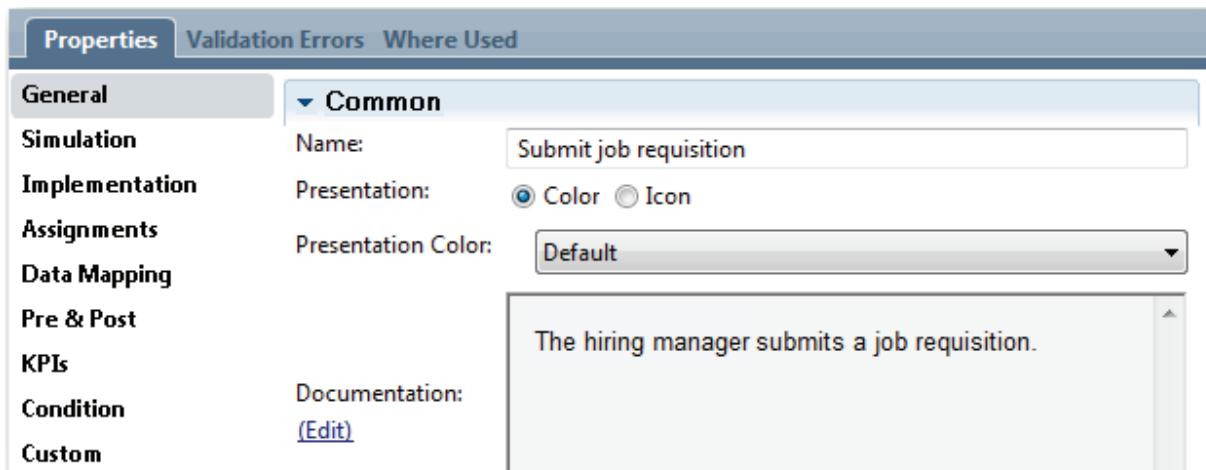 Properties Validation Errors Where Used
General
Simulation
Implementation
Assignments
Data Mapping
Pre & Post
KPIs
Condition
Custom
Common
Name: Submit job requisition
Presentation: Color Icon
Presentation Color: Default
The hiring manager submits a job requisition.
Documentation:
(Edit)